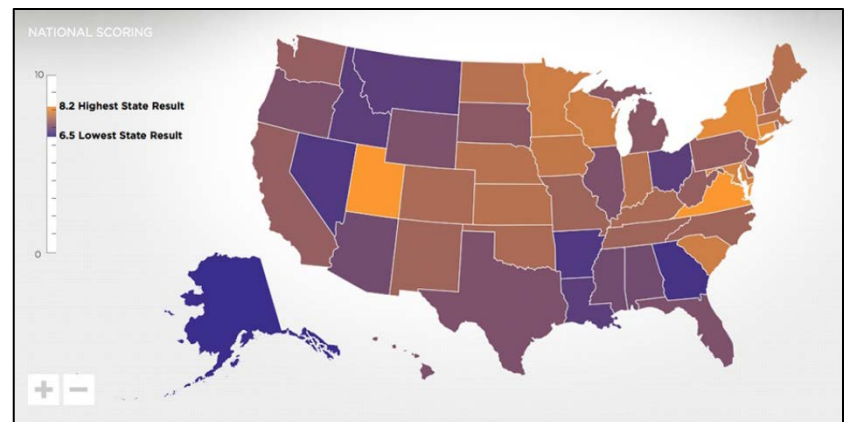 NATIONAL SCORING
10
8.2 Highest State Result
6.5 Lowest State Result
0